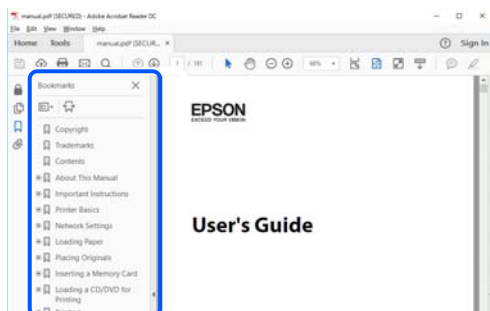 manual.pdf (SECURED) - Adobe Acrobat Reader DC
File Edit View Window Help
Home Tools manual.pdf (SECUR... × Sign In
1 / 191
Bookmarks
Copyright
Trademarks
Contents
About This Manual
Important Instructions
Printer Basics
Network Settings
Loading Paper
Placing Originals
Inserting a Memory Card
Loading a CD/DVD for
Printing
EPSON
EXCEED YOUR VISION
User's Guide